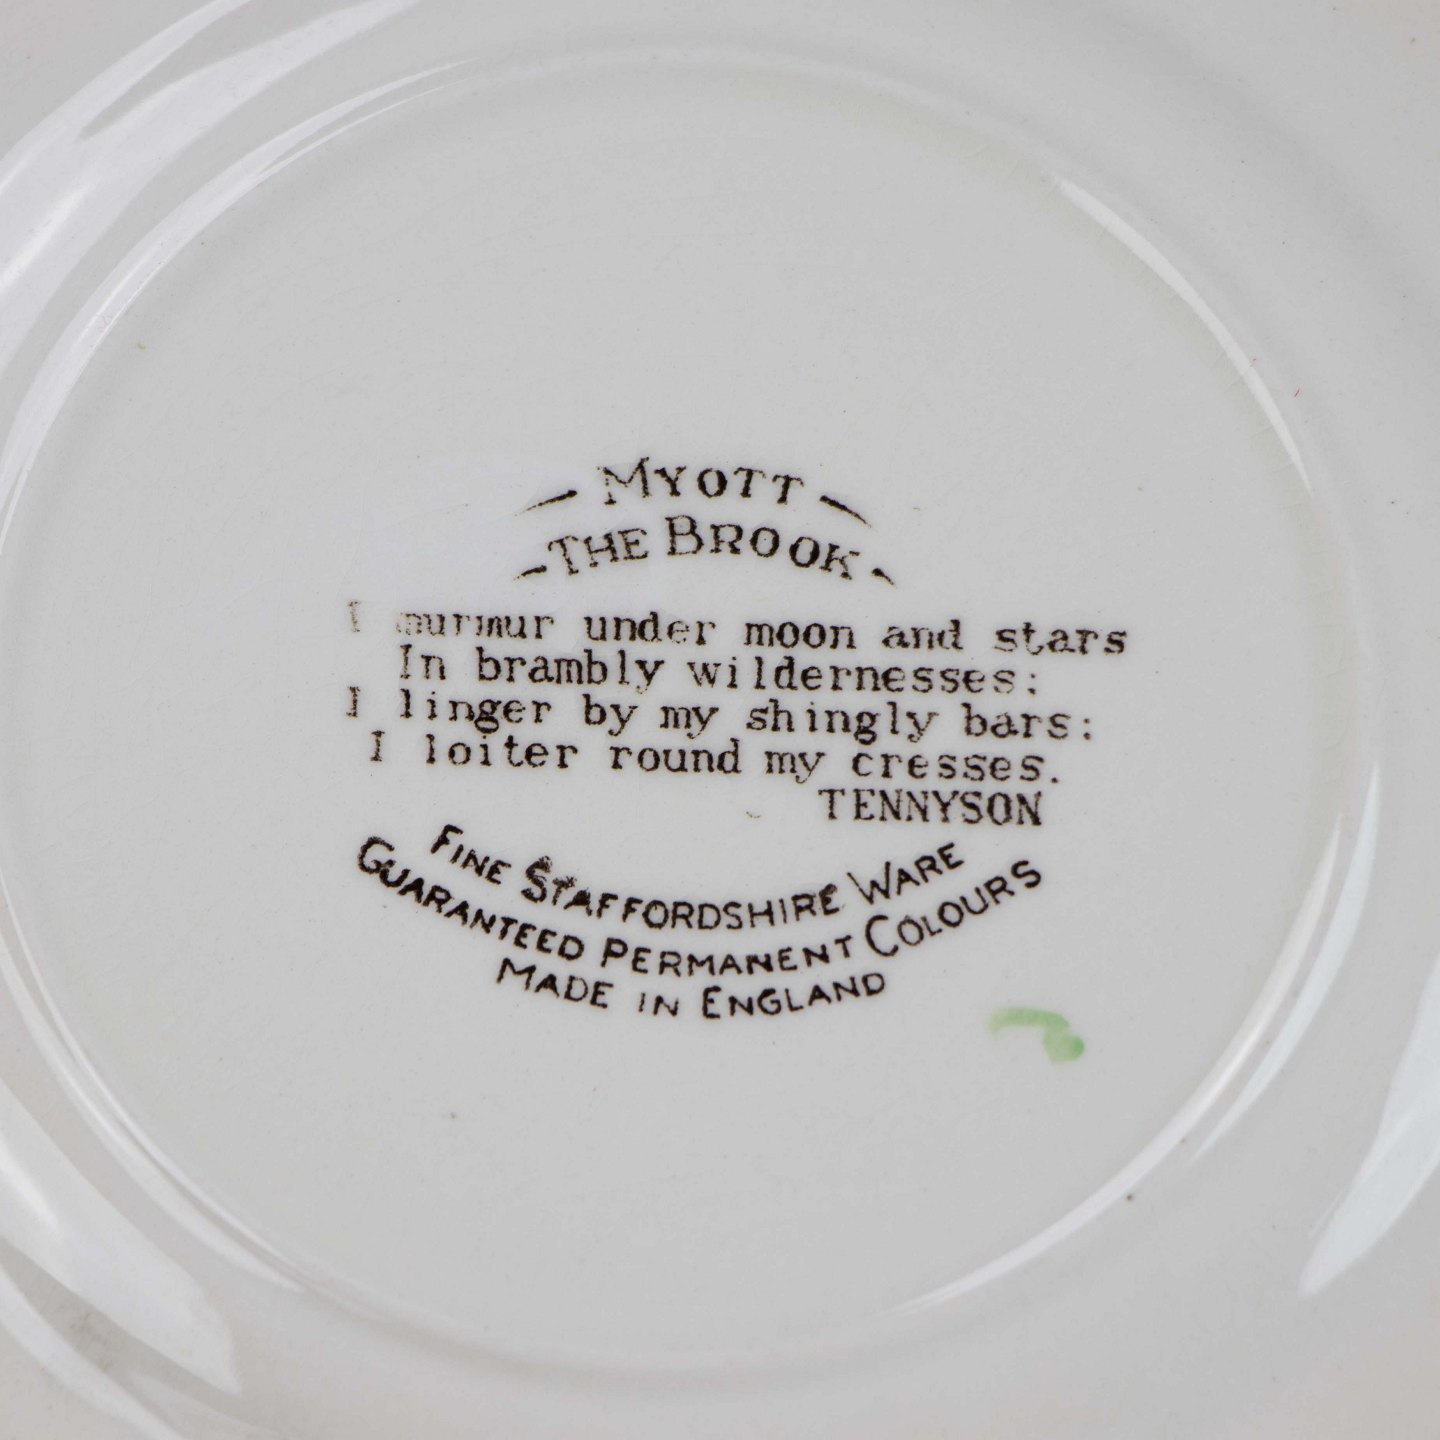 MYOTT
THE BROOK
I murmur under moon and stars
In brambly wildernesses:
I linger by my shingly bars:
I loiter round my cresses.
TENNYSON
FINE STAFFORDSHIRE WARE
GUARANTEED PERMANENT COLOURS
MADE IN ENGLAND